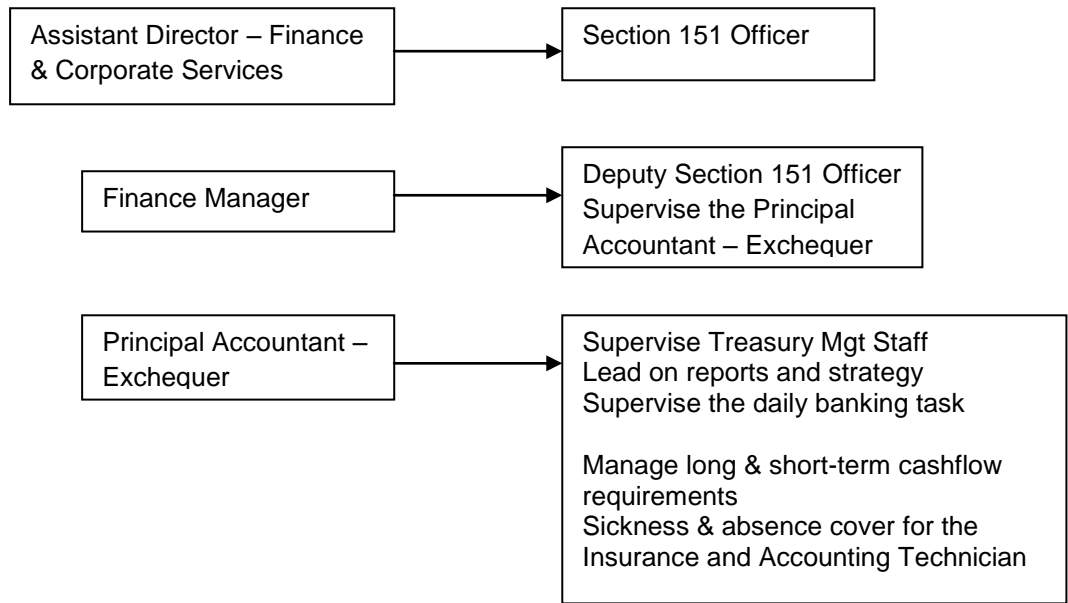 Assistant Director – Finance
& Corporate Services
Section 151 Officer
Finance Manager
Deputy Section 151 Officer
Supervise the Principal
Accountant – Exchequer
Principal Accountant –
Exchequer
Supervise Treasury Mgt Staff
Lead on reports and strategy
Supervise the daily banking task
Manage long & short-term cashflow
requirements
Sickness & absence cover for the
Insurance and Accounting Technician